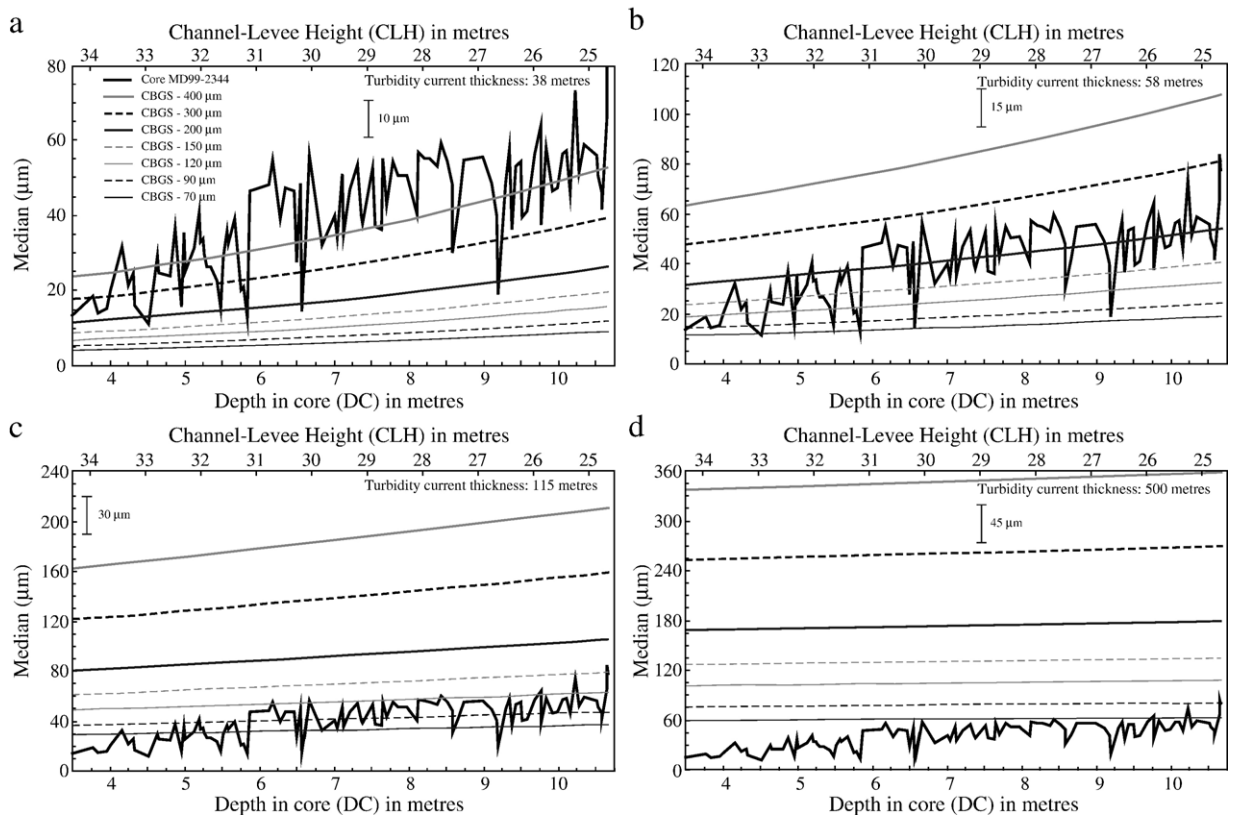 a
Channel-Levee Height (CLH) in metres
34 33 32 31 30 29 28 27 26 25
Turbidity current thickness: 38 metres
Core MD99-2344
CBGS - 400 µm
CBGS - 300 µm
CBGS - 200 µm
CBGS - 150 µm
CBGS - 120 µm
CBGS - 90 µm
CBGS - 70 µm
10 µm
Median (µm)
80
60
40
20
0
4 5 6 7 8 9 10
Depth in core (DC) in metres
b
Channel-Levee Height (CLH) in metres
34 33 32 31 30 29 28 27 26 25
Turbidity current thickness: 58 metres
15 µm
Median (µm)
120
100
80
60
40
20
0
4 5 6 7 8 9 10
Depth in core (DC) in metres
c
Channel-Levee Height (CLH) in metres
34 33 32 31 30 29 28 27 26 25
Turbidity current thickness: 115 metres
30 µm
Median (µm)
240
200
160
120
80
40
0
4 5 6 7 8 9 10
Depth in core (DC) in metres
d
Channel-Levee Height (CLH) in metres
34 33 32 31 30 29 28 27 26 25
Turbidity current thickness: 500 metres
45 µm
Median (µm)
360
300
260
180
120
60
0
4 5 6 7 8 9 10
Depth in core (DC) in metres